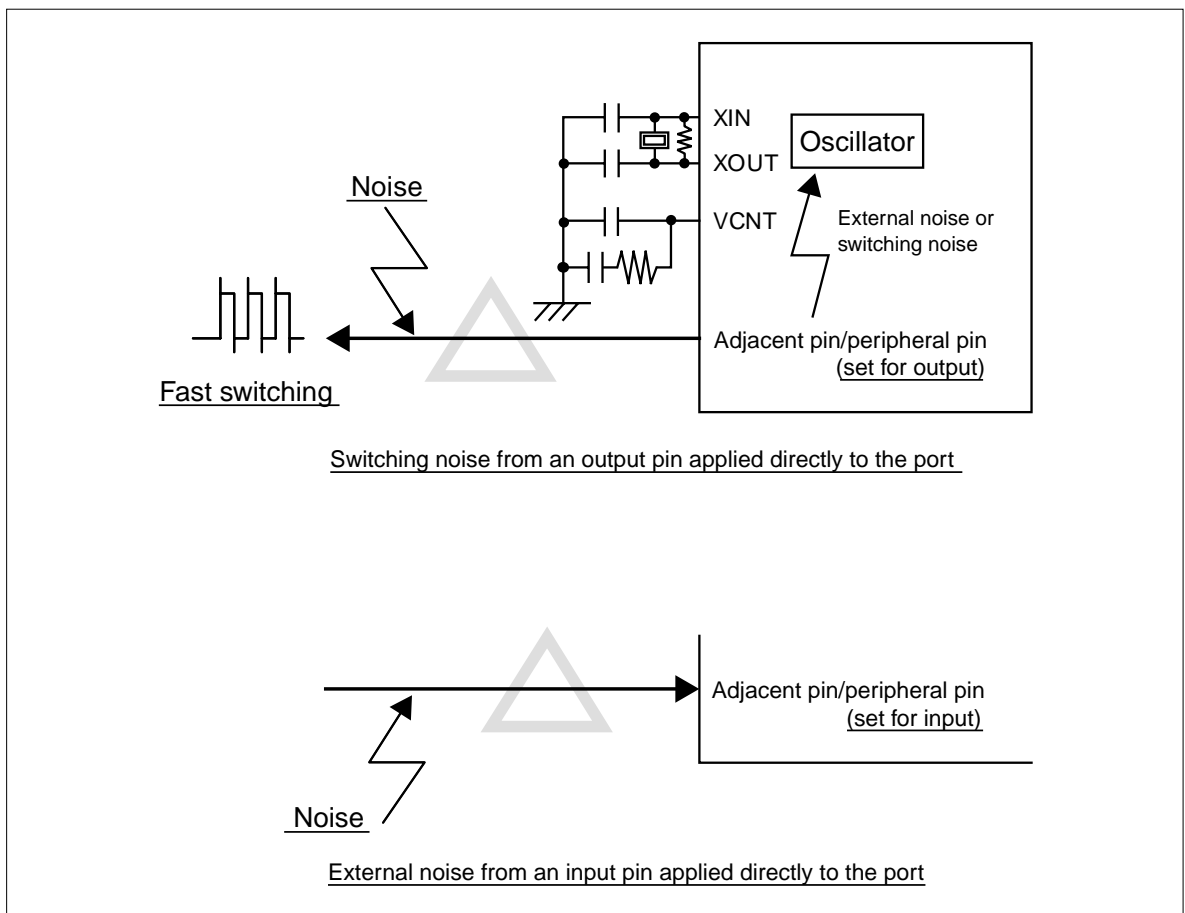 XIN
Oscillator
XOUT
Noise
VCNT
External noise or
switching noise
Adjacent pin/peripheral pin
(set for output)
Fast switching
Switching noise from an output pin applied directly to the port
Adjacent pin/peripheral pin
(set for input)
Noise
External noise from an input pin applied directly to the port